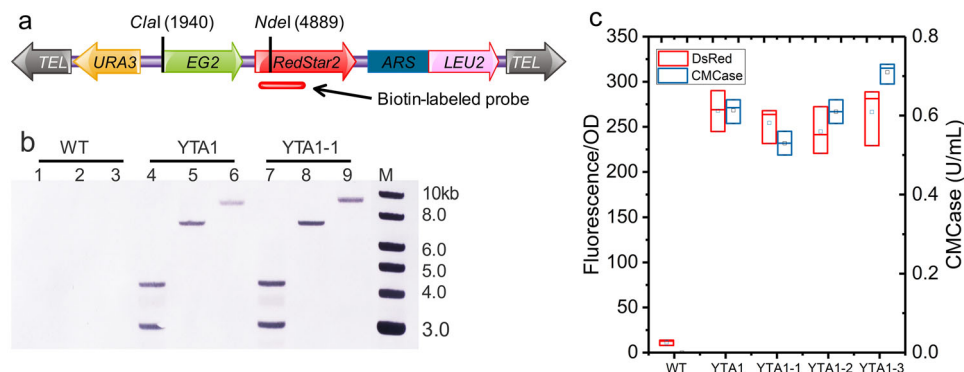 a
ClaI (1940)
NdeI (4889)
TEL URA3 EG2 RedStar2 ARS LEU2 TEL
Biotin-labeled probe
b
WT YTA1 YTA1-1
1 2 3 4 5 6 7 8 9 M
10kb
8.0
6.0
5.0
4.0
3.0
c
DsRed
CMCase
350
300
250
200
150
100
50
0
Fluorescence/OD
0.8
0.6
0.4
0.2
0.0
CMCase (U/mL)
WT YTA1 YTA1-1 YTA1-2 YTA1-3